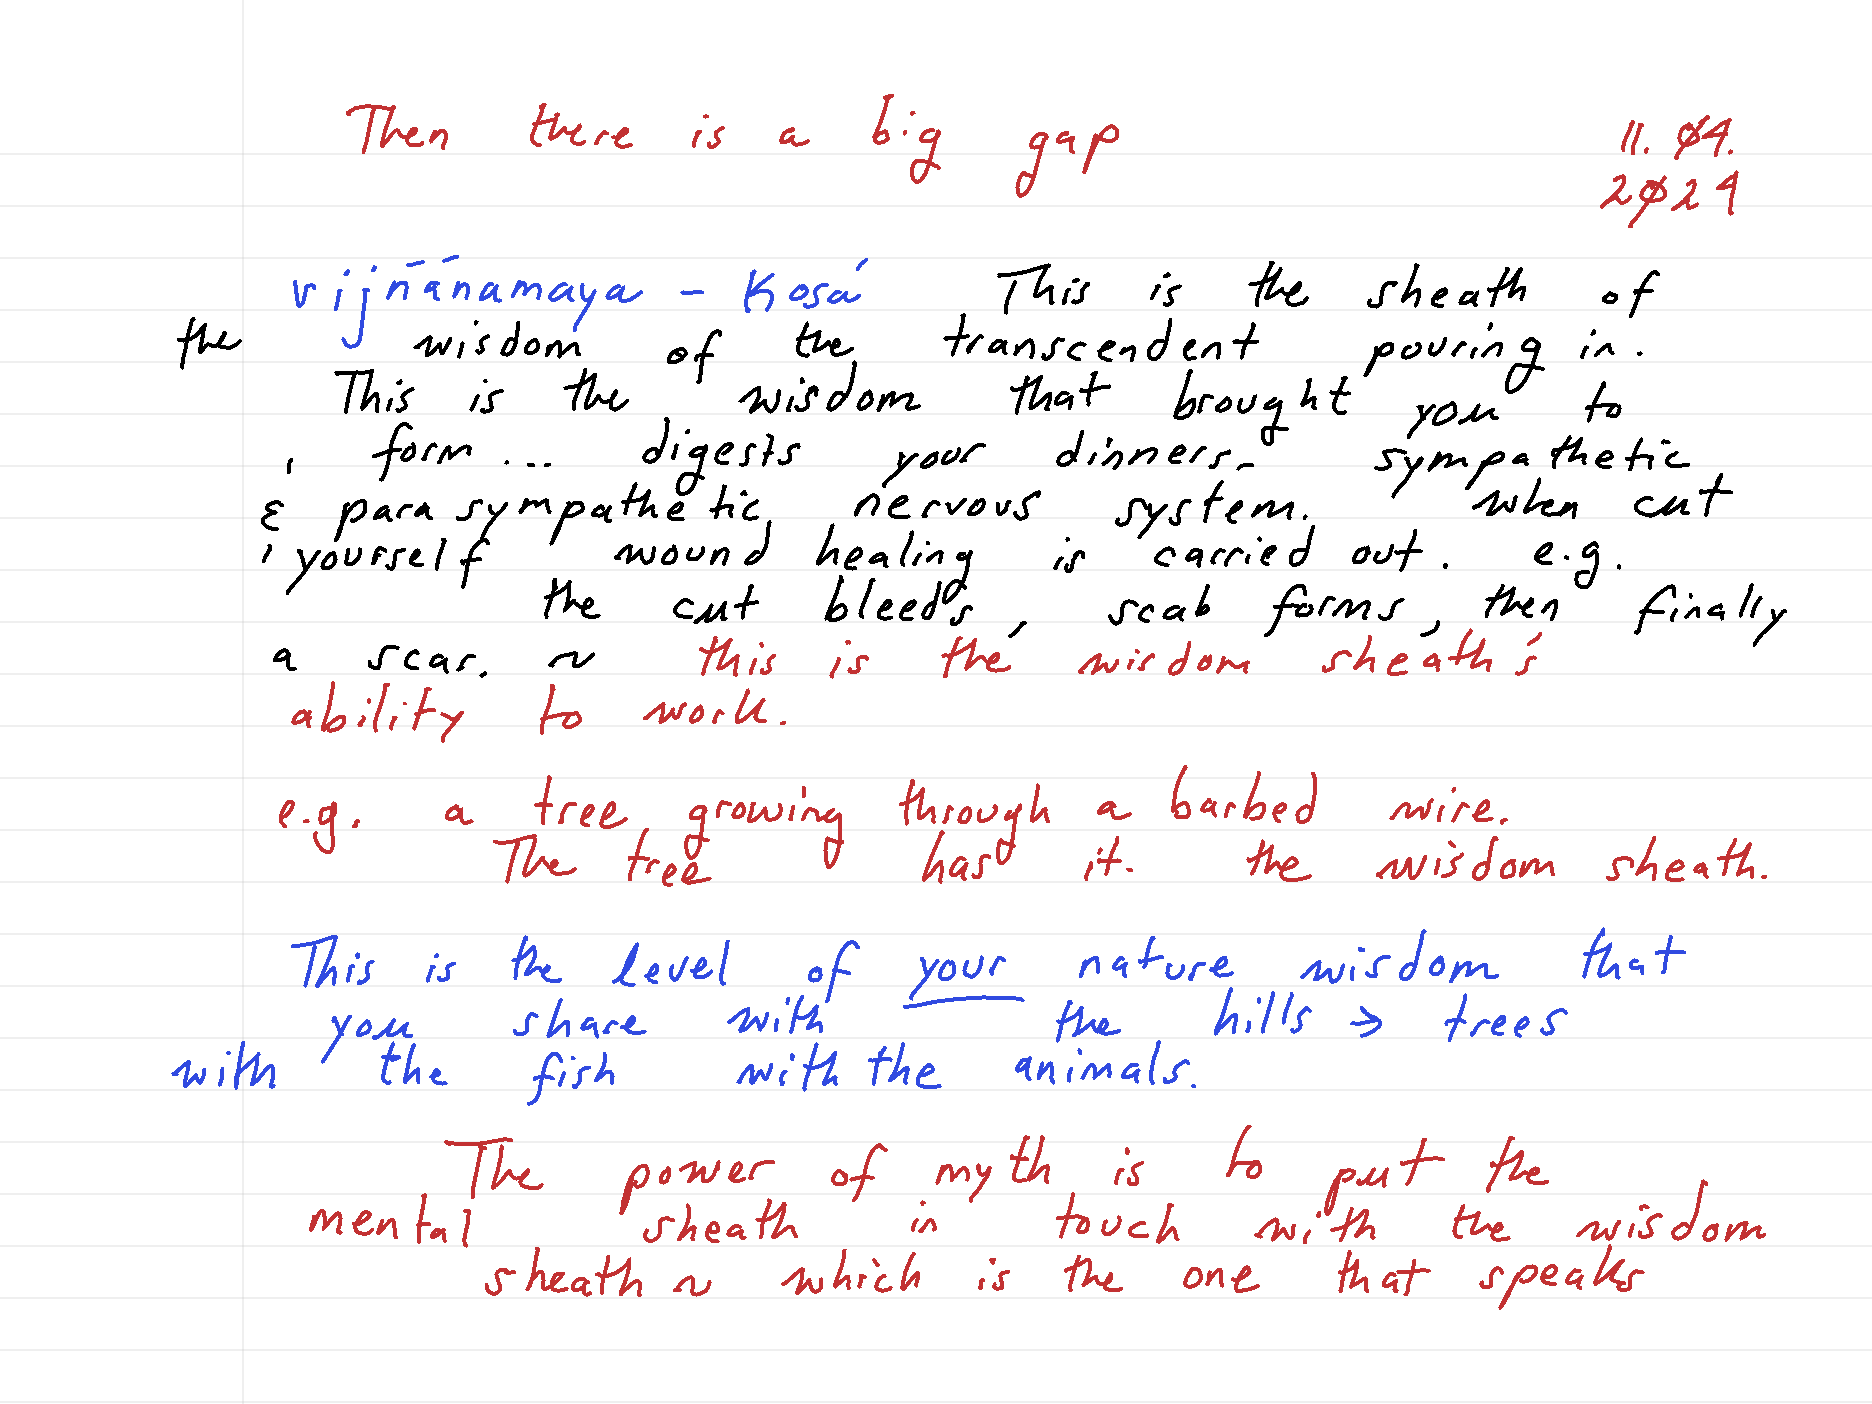 Then there is a big gap
11. Ø4.
2Ø24
vijñānamaya - Kosá This is the sheath of
the wisdom of the transcendent pouring in.
This is the wisdom that brought you to
form ... digests your dinners - sympathetic
& parasympathetic nervous system. when cut
yourself wound healing is carried out. e.g.
the cut bleeds, scab forms, then finally
a scar. ~ this is the wisdom sheath's
ability to work.
e.g. a tree growing through a barbed wire.
The tree has it. the wisdom sheath.
This is the level of your nature wisdom that
you share with the hills → trees
with the fish with the animals.
The power of myth is to put the
mental sheath in touch with the wisdom
sheath ~ which is the one that speaks